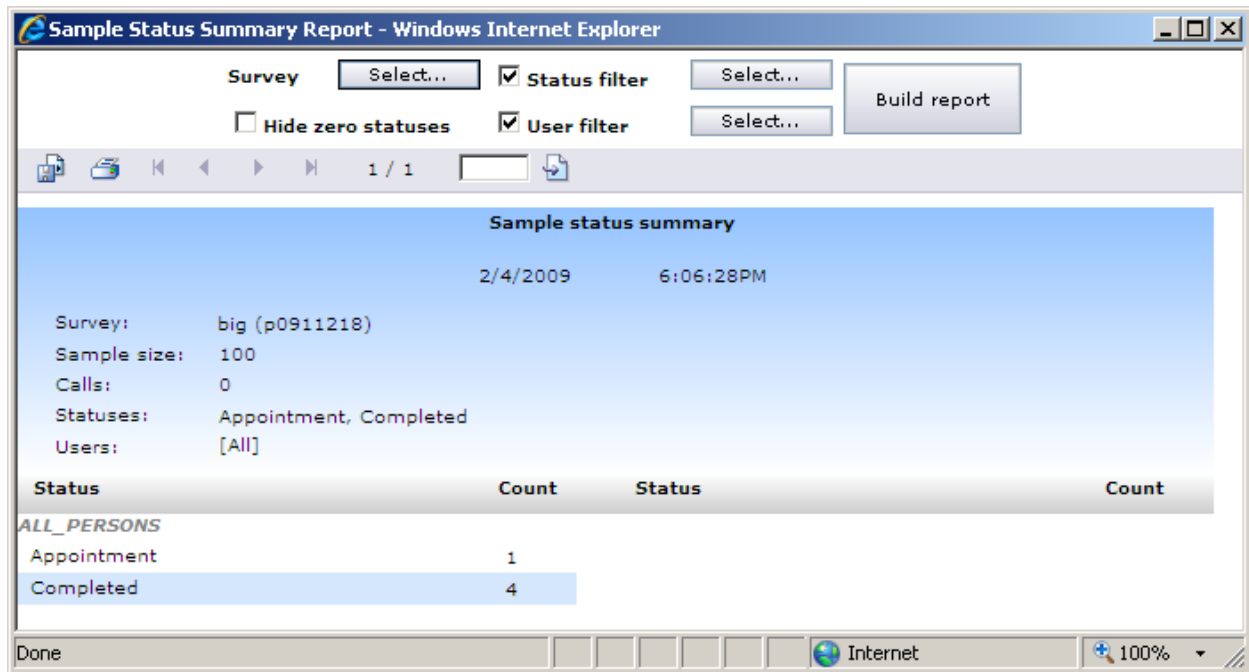 Sample Status Summary Report - Windows Internet Explorer
Survey Select... Status filter Select... Build report
Hide zero statuses User filter Select...
1 / 1
Sample status summary
2/4/2009 6:06:28PM
Survey: big (p0911218)
Sample size: 100
Calls: 0
Statuses: Appointment, Completed
Users: [All]
Status Count Status Count
ALL_PERSONS
Appointment 1
Completed 4
Done Internet 100%